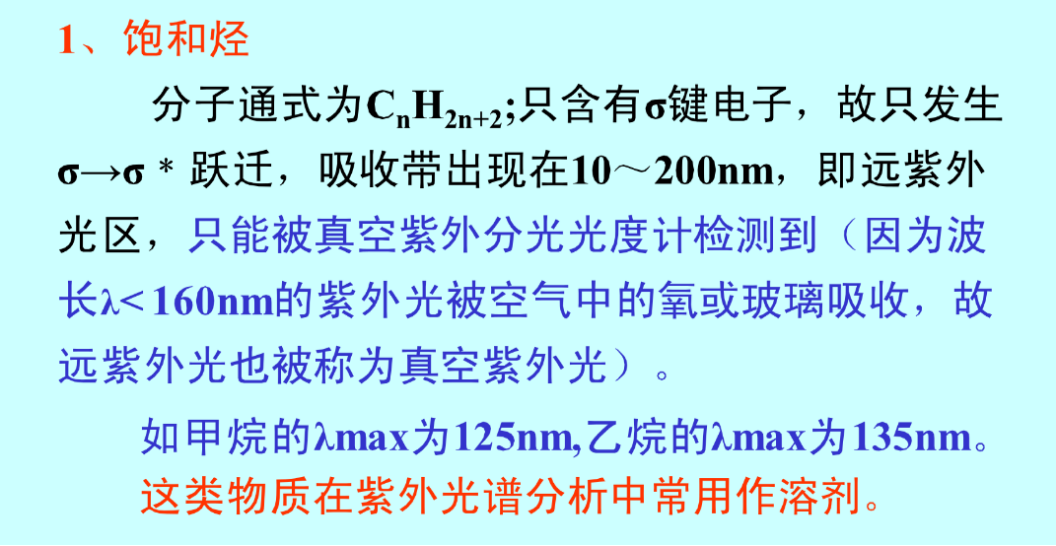 1、饱和烃
分子通式为CnH2n+2;只含有σ键电子，故只发生
σ→σ＊跃迁，吸收带出现在10～200nm，即远紫外
光区，只能被真空紫外分光光度计检测到（因为波
长λ<160nm的紫外光被空气中的氧或玻璃吸收，故
远紫外光也被称为真空紫外光）。
如甲烷的λmax为125nm,乙烷的λmax为135nm。
这类物质在紫外光谱分析中常用作溶剂。